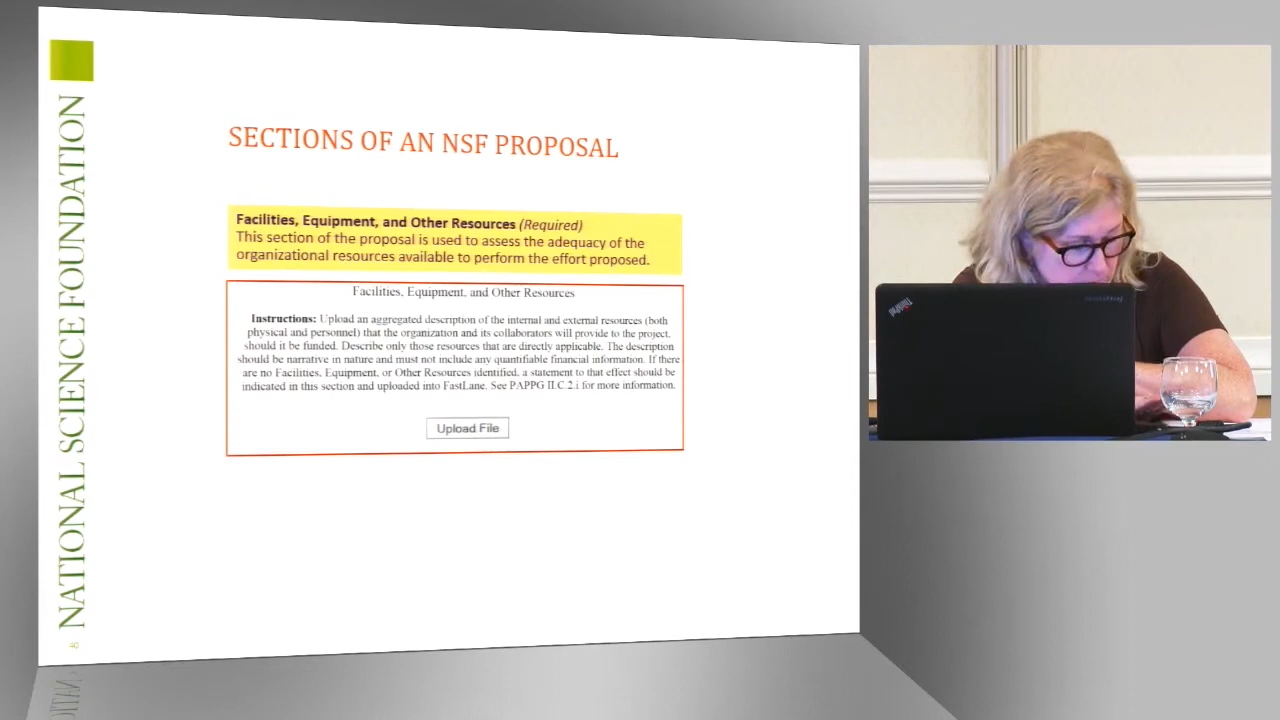 NATIONAL SCIENCE FOUNDATION
SECTIONS OF AN NSF PROPOSAL
Facilities, Equipment, and Other Resources (Required)
This section of the proposal is used to assess the adequacy of the
organizational resources available to perform the effort proposed.
Facilities, Equipment, and Other Resources
Instructions: Upload an aggregated description of the internal and external resources (both
physical and personnel) that the organization and its collaborators will provide to the project,
should it be funded. Describe only those resources that are directly applicable. The description
should be narrative in nature and must not include any quantifiable financial information. If there
are no Facilities, Equipment, or Other Resources identified, a statement to that effect should be
indicated in this section and uploaded into FastLane. See PAPPG II.C.2.i for more information.
Upload File
ThinkPad